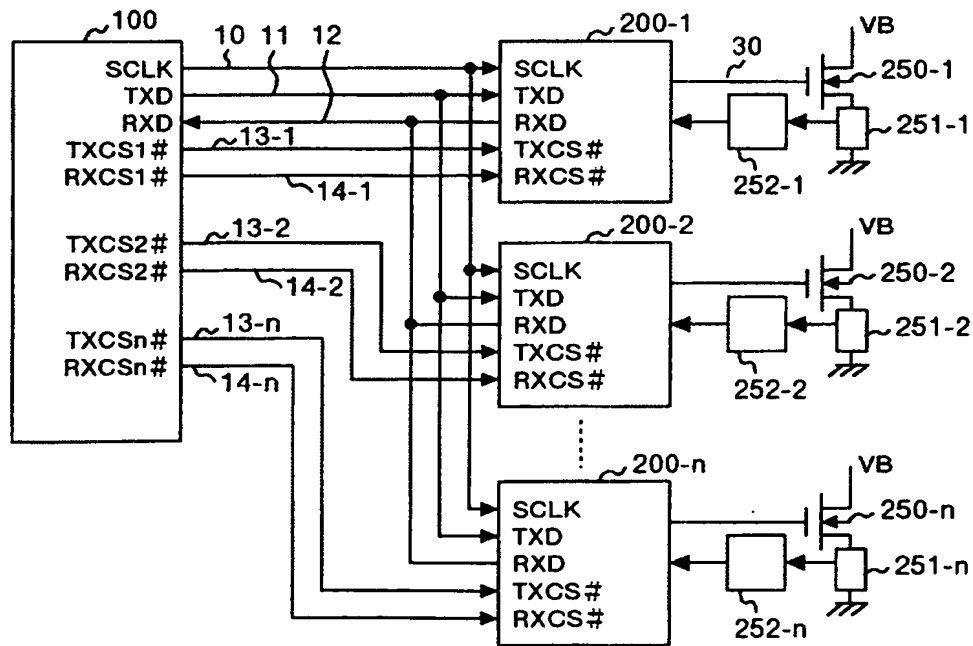 100
10
11
12
SCLK
TXD
RXD
TXCS1#
RXCS1#
TXCS2#
RXCS2#
TXCSn#
RXCSn#
13-1
14-1
13-2
14-2
13-n
14-n
200-1
SCLK
TXD
RXD
TXCS#
RXCS#
30
VB
250-1
251-1
252-1
200-2
SCLK
TXD
RXD
TXCS#
RXCS#
VB
250-2
251-2
252-2
200-n
SCLK
TXD
RXD
TXCS#
RXCS#
VB
250-n
251-n
252-n